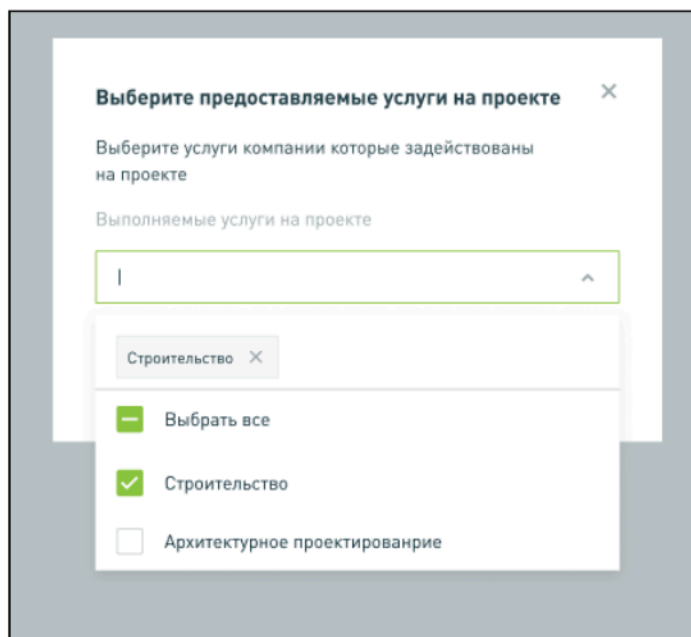 Выберите предоставляемые услуги на проекте
Выберите услуги компании которые задействованы
на проекте
Выполняемые услуги на проекте
Строительство
Выбрать все
Строительство
Архитектурное проектированрие